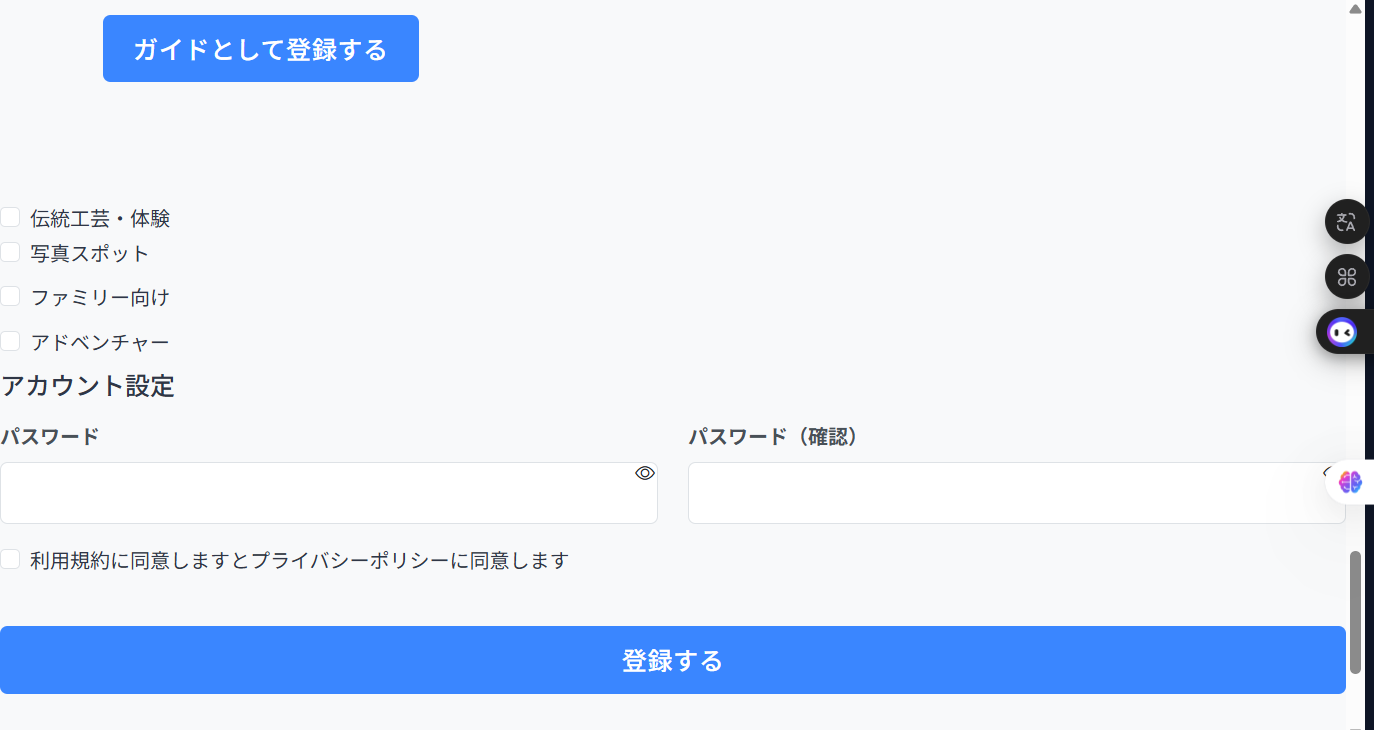 ガイドとして登録する
伝統工芸・体験
写真スポット
ファミリー向け
アドベンチャー
アカウント設定
パスワード
パスワード（確認）
利用規約に同意しますとプライバシーポリシーに同意します
登録する